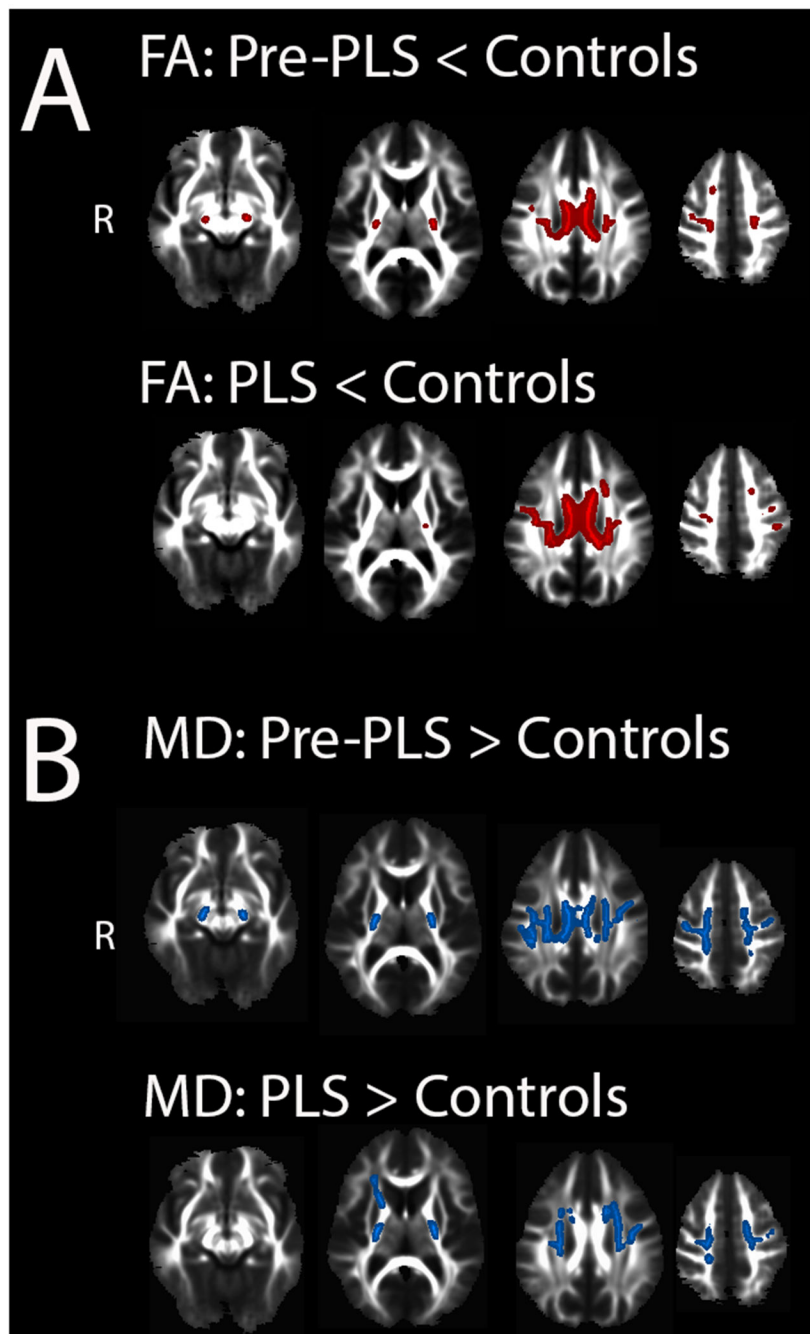 A
FA: Pre-PLS < Controls
R
FA: PLS < Controls
B
MD: Pre-PLS > Controls
R
MD: PLS > Controls